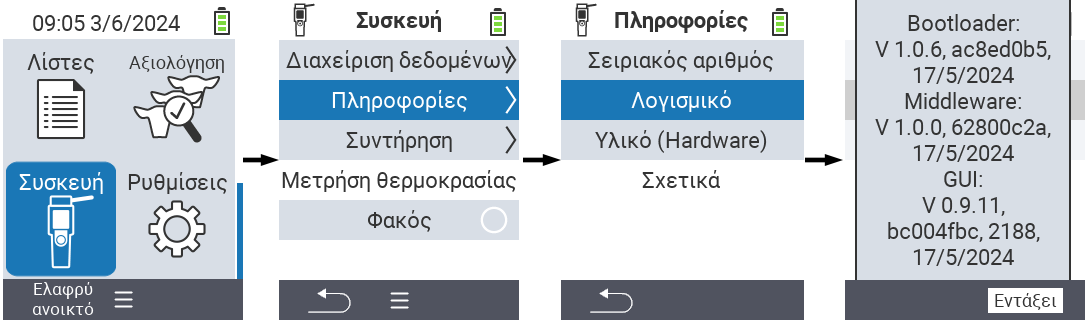 09:05 3/6/2024
Λίστες
Αξιολόγηση
Συσκευή
Ρυθμίσεις
Ελαφρύ
ανοικτό
Συσκευή
Διαχείριση δεδομένων
Πληροφορίες
Συντήρηση
Μετρήση θερμοκρασίας
Φακός
Πληροφορίες
Σειριακός αριθμός
Λογισμικό
Υλικό (Hardware)
Σχετικά
Bootloader:
V 1.0.6, ac8ed0b5,
17/5/2024
Middleware:
V 1.0.0, 62800c2a,
17/5/2024
GUI:
V 0.9.11,
bc004fbc, 2188,
17/5/2024
Εντάξει